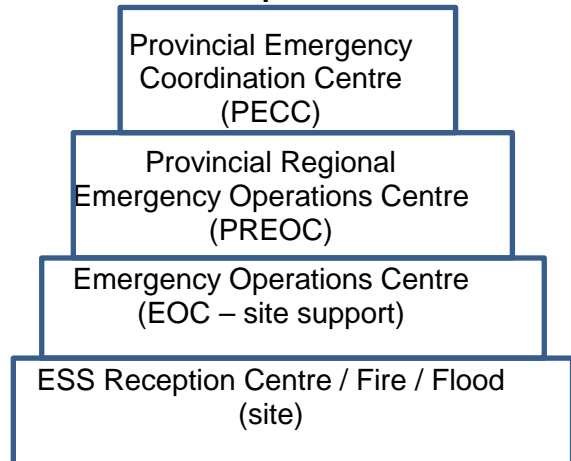 Provincial Emergency
Coordination Centre
(PECC)
Provincial Regional
Emergency Operations Centre
(PREOC)
Emergency Operations Centre
(EOC – site support)
ESS Reception Centre / Fire / Flood
(site)